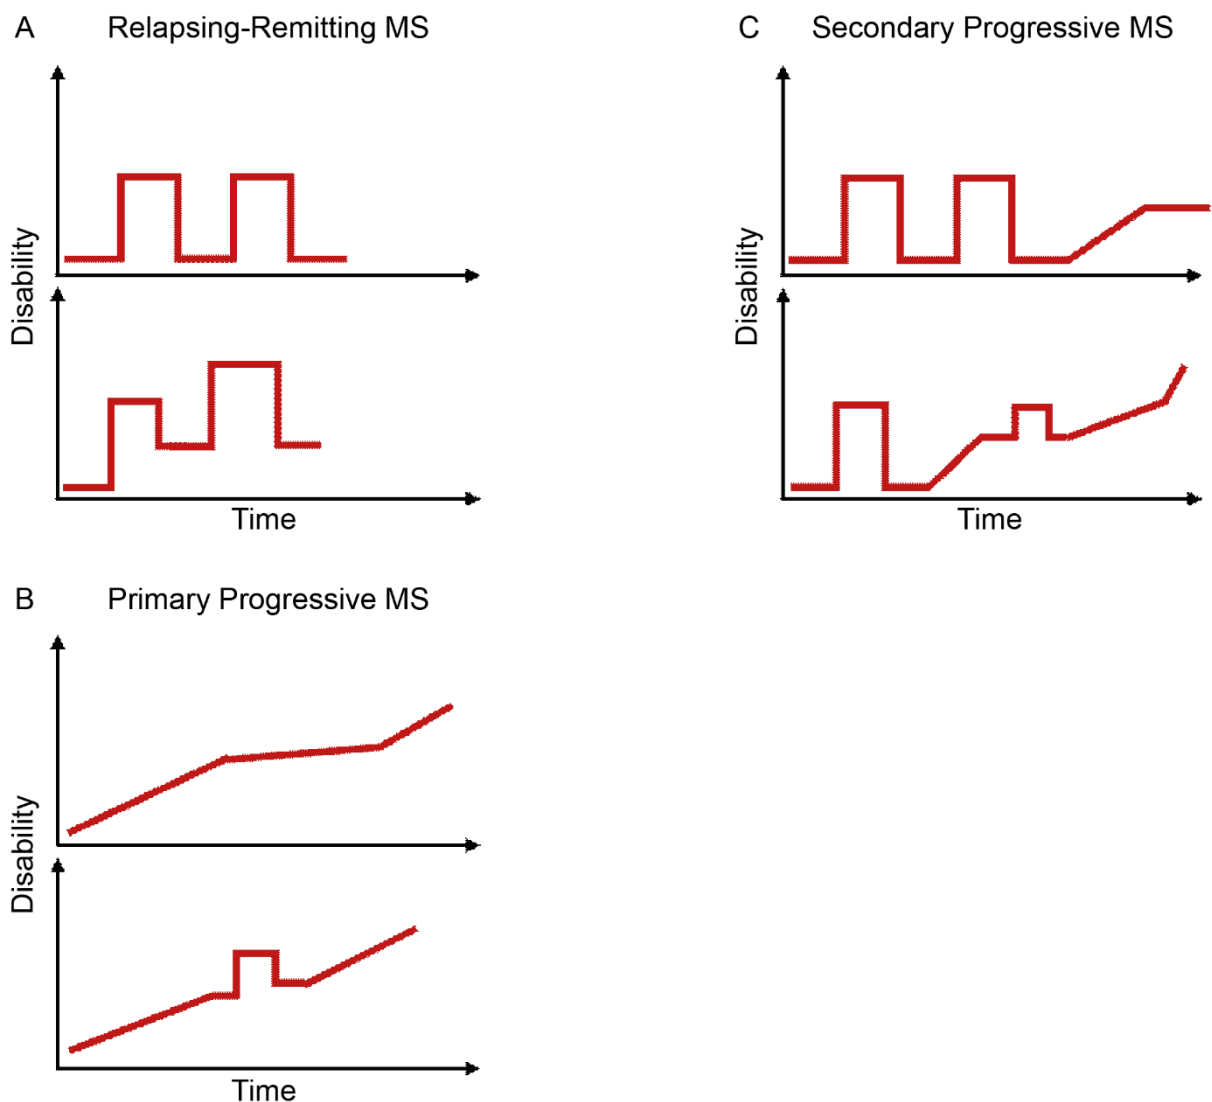 A Relapsing-Remitting MS
Disability
Time
B Primary Progressive MS
Disability
Time
C Secondary Progressive MS
Disability
Time